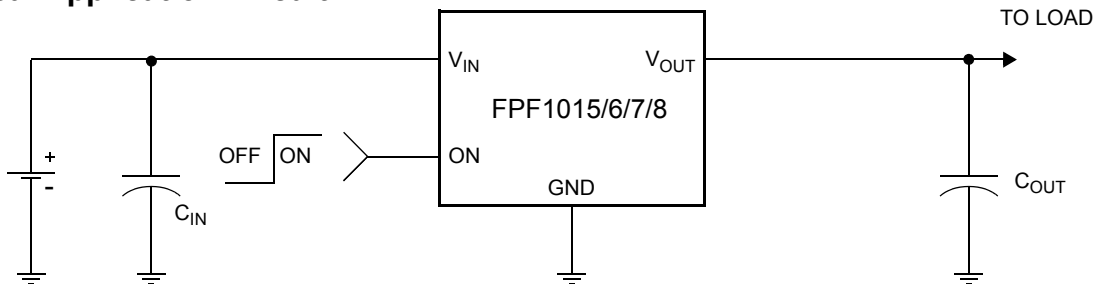 TO LOAD
V_IN
V_OUT
FPF1015/6/7/8
OFF
ON
ON
GND
+
-
C_IN
C_OUT